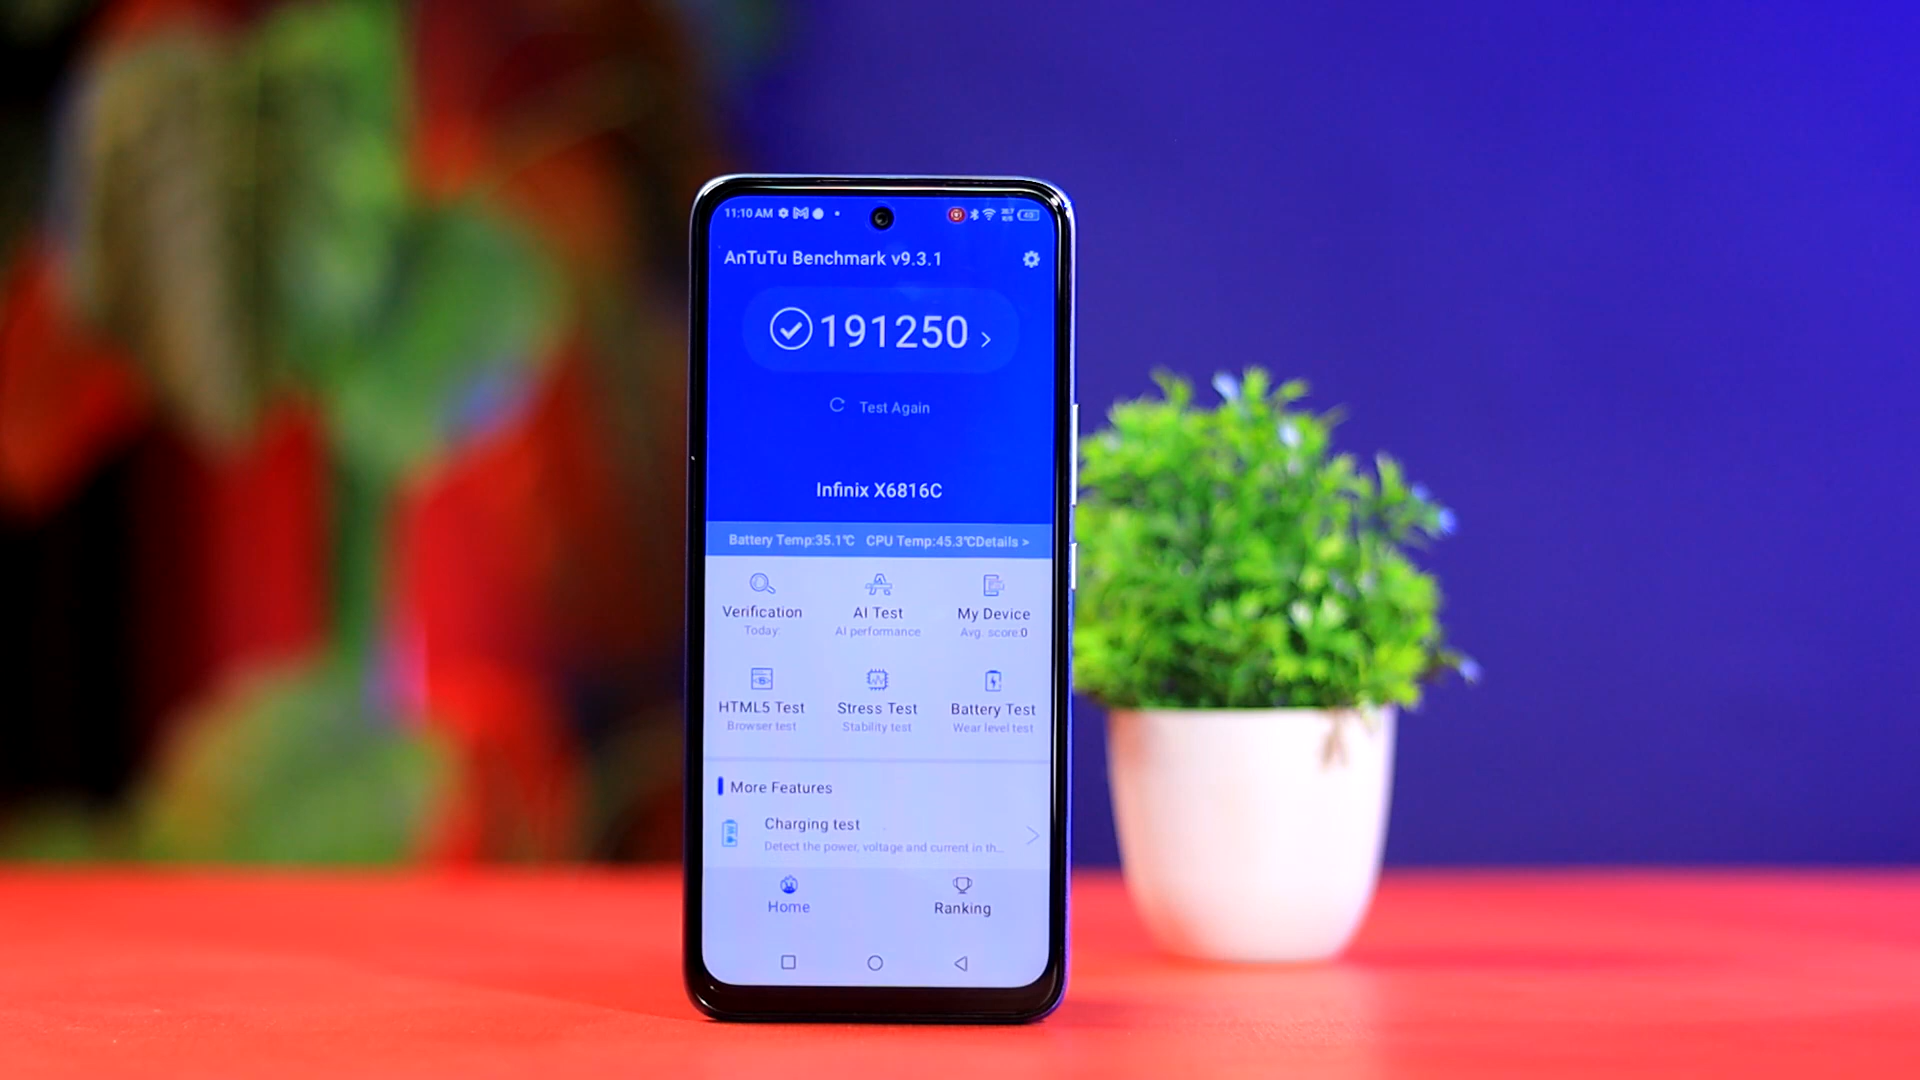 11:10 AM
AnTuTu Benchmark v9.3.1
191250 >
Test Again
Infinix X6816C
Battery Temp:35.1℃ CPU Temp:45.3℃Details >
Verification AI Test My Device
Today: AI performance Avg. score:0
HTML5 Test Stress Test Battery Test
Browser test Stability test Wear level test
More Features
Charging test
Detect the power, voltage and current in th...
Home Ranking